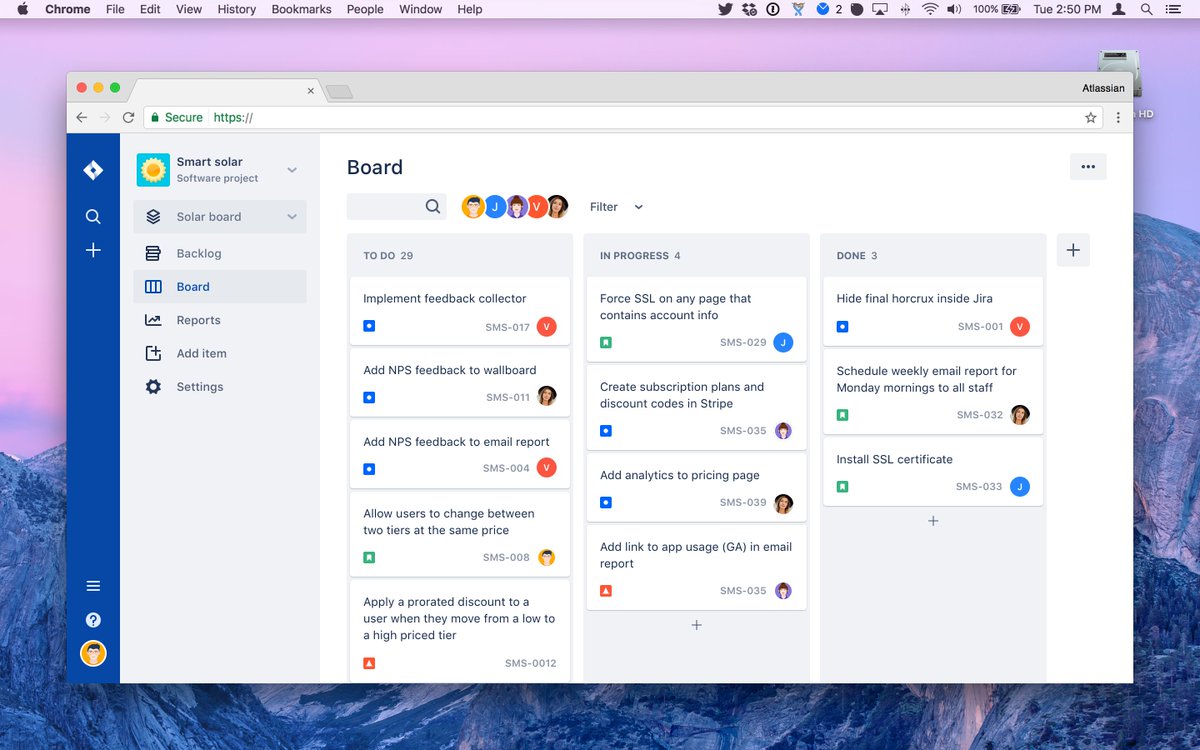 Chrome File Edit View History Bookmarks People Window Help 2 100% Tue 2:50 PM
Atlassian
Secure https://
HD
Smart solar
Software project
Solar board
Backlog
Board
Reports
Add item
Settings
Board
J
V
Filter
TO DO 29
Implement feedback collector
SMS-017 V
Add NPS feedback to wallboard
SMS-011
Add NPS feedback to email report
SMS-004 V
Allow users to change between
two tiers at the same price
SMS-008
Apply a prorated discount to a
user when they move from a low to
a high priced tier
SMS-0012
IN PROGRESS 4
Force SSL on any page that
contains account info
SMS-029 J
Create subscription plans and
discount codes in Stripe
SMS-035
Add analytics to pricing page
SMS-039
Add link to app usage (GA) in email
report
SMS-035
DONE 3
Hide final horcrux inside Jira
SMS-001 V
Schedule weekly email report for
Monday mornings to all staff
SMS-032
Install SSL certificate
SMS-033 J